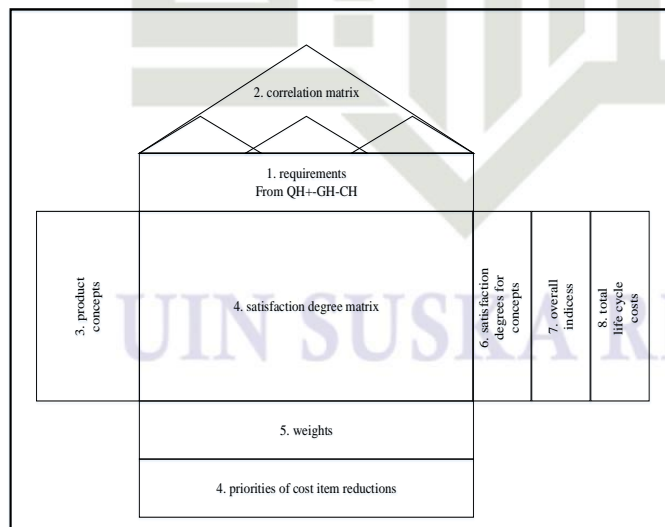 2. correlation matrix
1. requirements
From QH+-GH-CH
3. product
concepts
4. satisfaction degree matrix
6. satisfaction
degrees for
concepts
7. overall
indicess
8. total
life cycle
costs
UIN SUSKA R
5. weights
4. priorities of cost item reductions